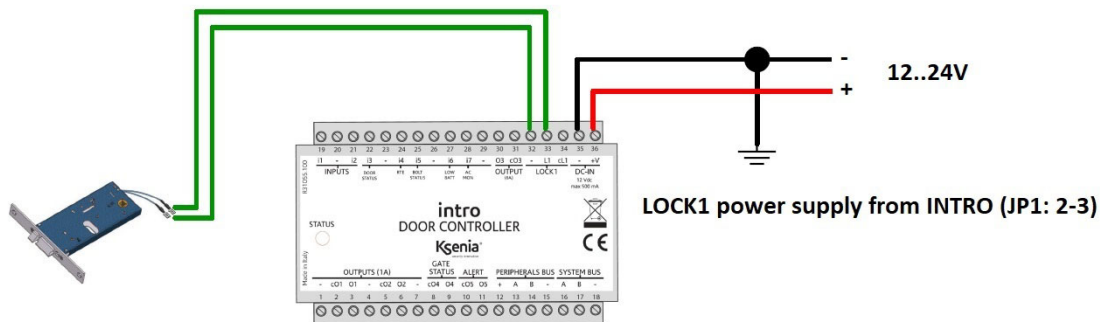 -
12..24V
+
19 20 21 22 23 24 25 26 27 28 29 30 31 32 33 34 35 36
i1 - i2 i3 - i4 i5 - i6 i7 - O3 cO3 - L1 cL1 - +V
INPUTS DOOR STATUS RTE BOLT STATUS LOW BATT AC MON. OUTPUT (6A) LOCK1 DC-IN
12 Vdc
max 500 mA
LOCK1 power supply from INTRO (JP1: 2-3)
intro
DOOR CONTROLLER
STATUS
Ksenia
CE
Made in Italy
OUTPUTS (1A) GATE STATUS ALERT PERIPHERALS BUS SYSTEM BUS
- cO1 O1 - cO2 O2 - cO4 O4 cO5 O5 + A B - A B -
1 2 3 4 5 6 7 8 9 10 11 12 13 14 15 16 17 18